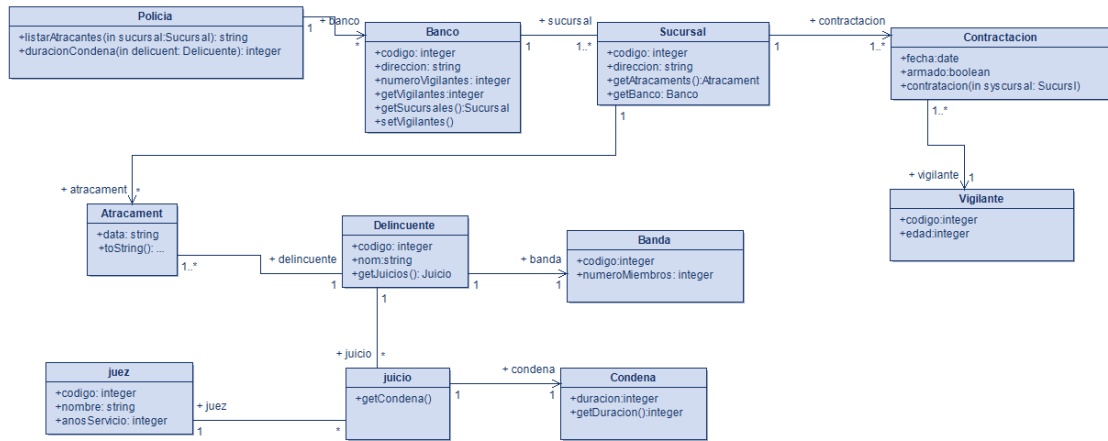 Policia
+listarAtracantes(in sucursal:Sucursal): string
+duracionCondena(in delicuent: Delicuente): integer
1
+ banco
*
Banco
+codigo: integer
+direccion: string
+numeroVigilantes: integer
+getVigilantes:integer
+getSucursales():Sucursal
+setVigilantes()
1
+ sucursal
1..*
Sucursal
+codigo: integer
+direccion: string
+getAtracaments():Atracament
+getBanco: Banco
1
+ contractacion
1..*
Contractacion
+fecha:date
+armado:boolean
+contratacion(in syscursal: Sucursl)
1..*
+ vigilante
1
Vigilante
+codigo:integer
+edad:integer
1
+ atracament
*
Atracament
+data: string
+toString(): ...
1..*
+ delincuente
1
Delincuente
+codigo: integer
+nom:string
+getJuicios(): Juicio
1
+ banda
1
Banda
+codigo:integer
+numeroMiembros: integer
1
+ juicio
*
juez
+codigo: integer
+nombre: string
+anosServicio: integer
+ juez
1
*
juicio
+getCondena()
1
+ condena
1
Condena
+duracion:integer
+getDuracion():integer